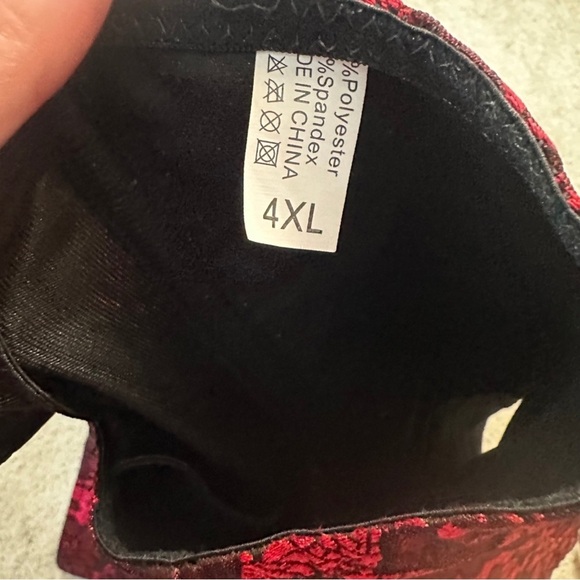 %Polyester
%Spandex
DE IN CHINA
4XL